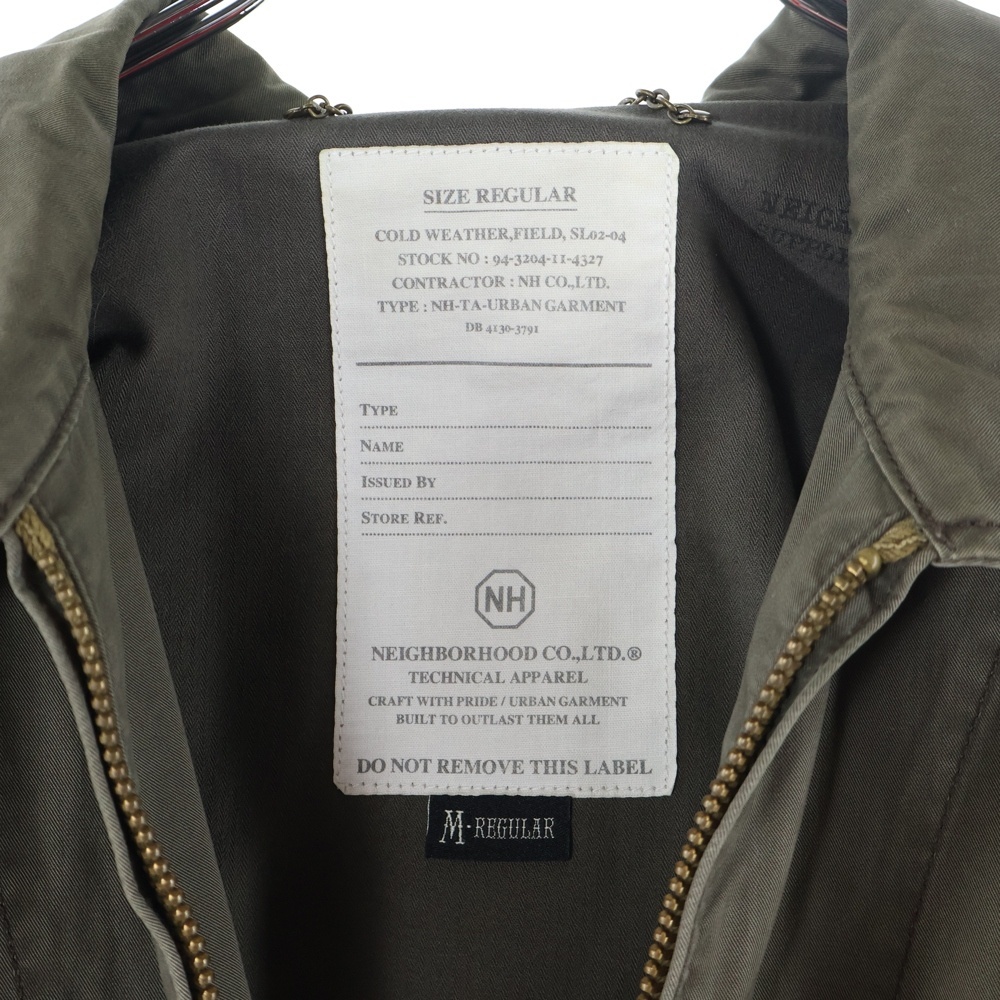 SIZE REGULAR
COLD WEATHER,FIELD, SL02-04
STOCK NO : 94-3204-11-4327
CONTRACTOR : NH CO.,LTD.
TYPE : NH-TA-URBAN GARMENT
DB 4130-3791
TYPE
NAME
ISSUED BY
STORE REF.
NH
NEIGHBORHOOD CO.,LTD.®
TECHNICAL APPAREL
CRAFT WITH PRIDE / URBAN GARMENT
BUILT TO OUTLAST THEM ALL
DO NOT REMOVE THIS LABEL
M-REGULAR